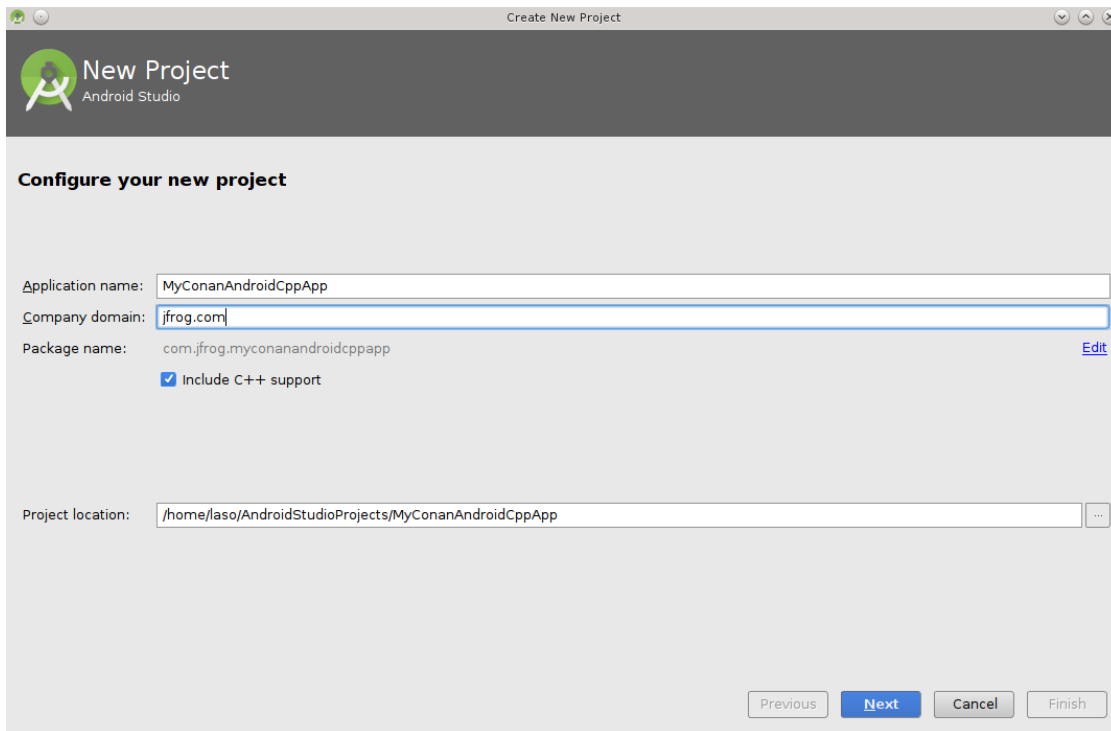 Create New Project
New Project
Android Studio
Configure your new project
Application name: MyConanAndroidCppApp
Company domain: jfrog.com
Package name: com.jfrog.myconanandroidcppapp Edit
Include C++ support
Project location: /home/laso/AndroidStudioProjects/MyConanAndroidCppApp ...
Previous Next Cancel Finish